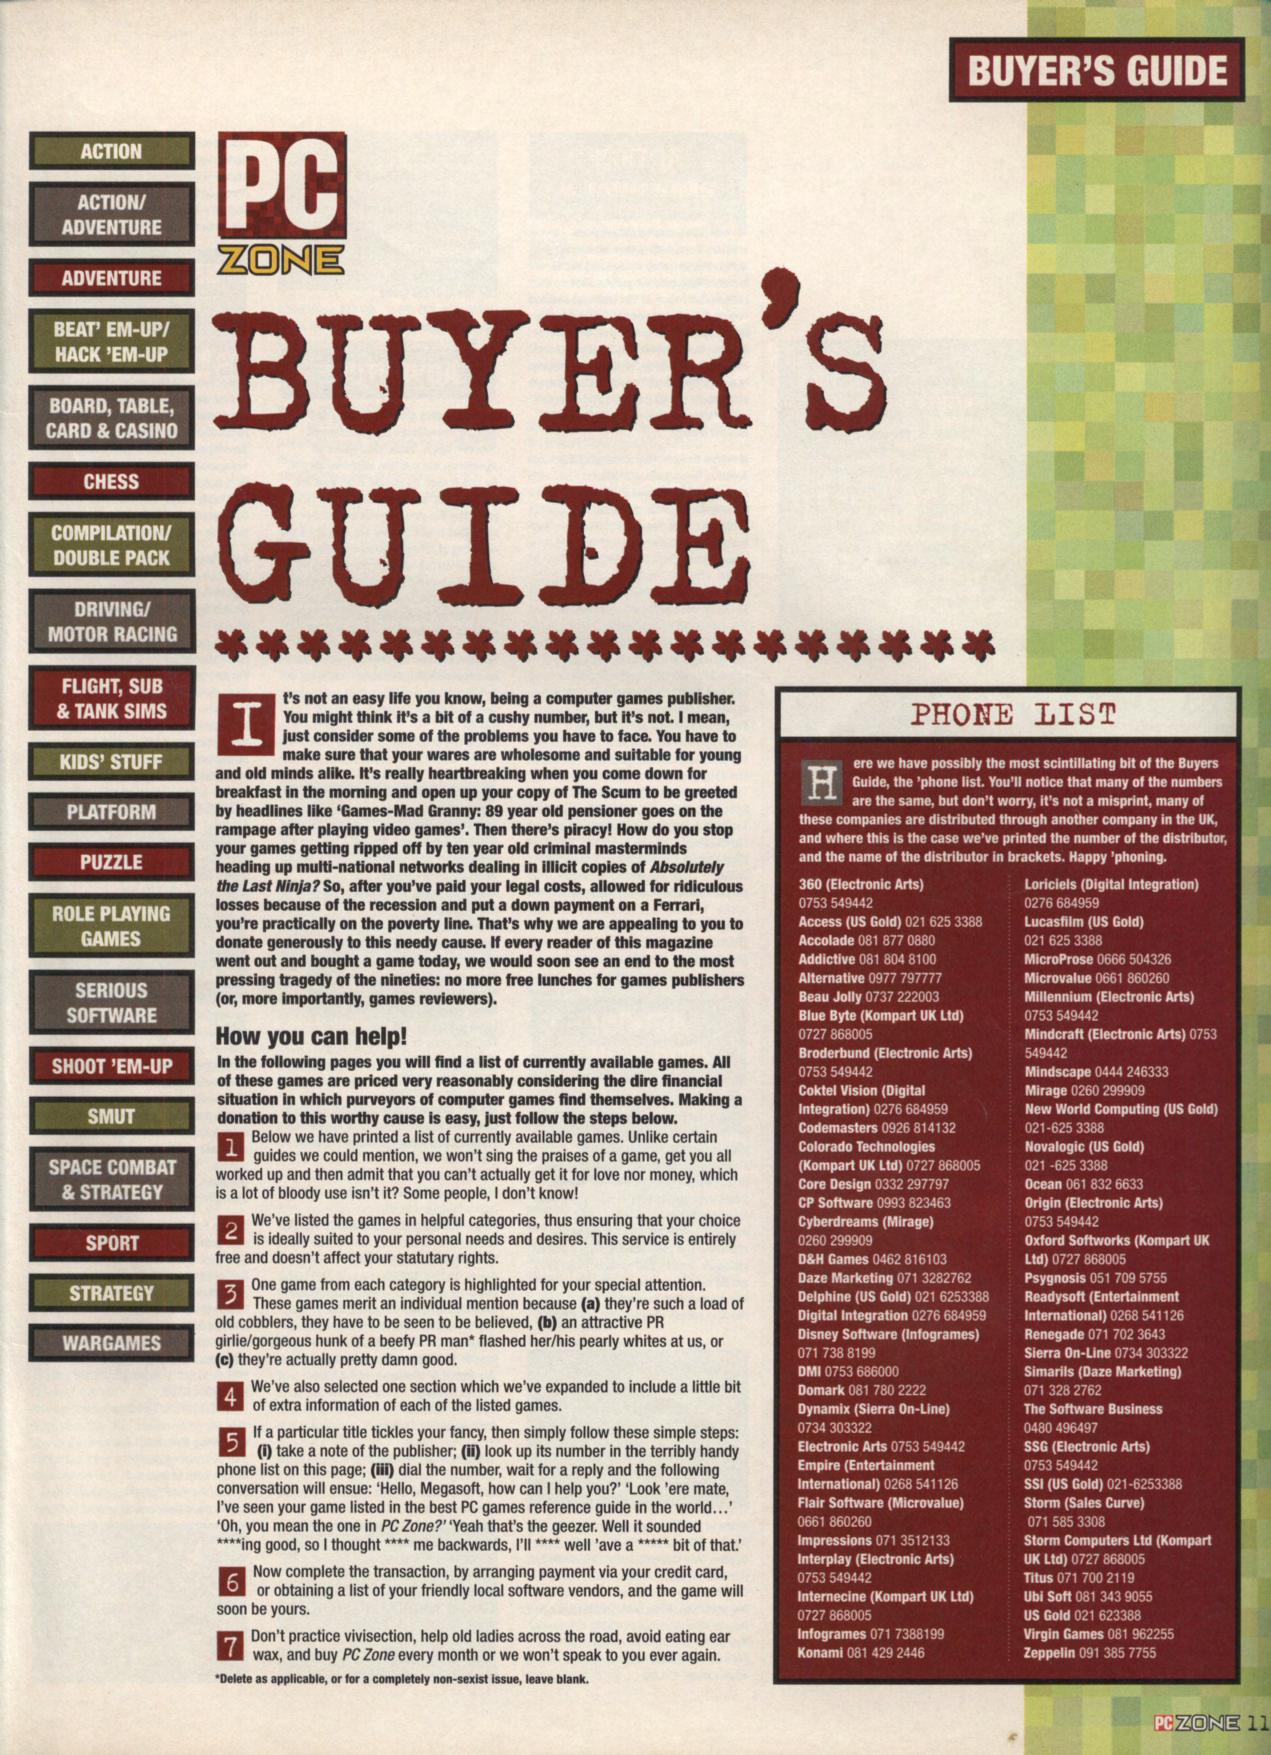 BUYER'S GUIDE
ACTION
ACTION/
ADVENTURE
ADVENTURE
BEAT' EM-UP/
HACK 'EM-UP
BOARD, TABLE,
CARD & CASINO
CHESS
COMPILATION/
DOUBLE PACK
DRIVING/
MOTOR RACING
FLIGHT, SUB
& TANK SIMS
KIDS' STUFF
PLATFORM
PUZZLE
ROLE PLAYING
GAMES
SERIOUS
SOFTWARE
SHOOT 'EM-UP
SMUT
SPACE COMBAT
& STRATEGY
SPORT
STRATEGY
WARGAMES
PC
ZONE
BUYER'S
GUIDE
It's not an easy life you know, being a computer games publisher.
You might think it's a bit of a cushy number, but it's not. I mean,
just consider some of the problems you have to face. You have to
make sure that your wares are wholesome and suitable for young
and old minds alike. It's really heartbreaking when you come down for
breakfast in the morning and open up your copy of The Scum to be greeted
by headlines like 'Games-Mad Granny: 89 year old pensioner goes on the
rampage after playing video games'. Then there's piracy! How do you stop
your games getting ripped off by ten year old criminal masterminds
heading up multi-national networks dealing in illicit copies of Absolutely
the Last Ninja? So, after you've paid your legal costs, allowed for ridiculous
losses because of the recession and put a down payment on a Ferrari,
you're practically on the poverty line. That's why we are appealing to you to
donate generously to this needy cause. If every reader of this magazine
went out and bought a game today, we would soon see an end to the most
pressing tragedy of the nineties: no more free lunches for games publishers
(or, more importantly, games reviewers).
How you can help!
In the following pages you will find a list of currently available games. All
of these games are priced very reasonably considering the dire financial
situation in which purveyors of computer games find themselves. Making a
donation to this worthy cause is easy, just follow the steps below.
1 Below we have printed a list of currently available games. Unlike certain
guides we could mention, we won't sing the praises of a game, get you all
worked up and then admit that you can't actually get it for love nor money, which
is a lot of bloody use isn't it? Some people, I don't know!
2 We've listed the games in helpful categories, thus ensuring that your choice
is ideally suited to your personal needs and desires. This service is entirely
free and doesn't affect your statutary rights.
3 One game from each category is highlighted for your special attention.
These games merit an individual mention because (a) they're such a load of
old cobblers, they have to be seen to be believed, (b) an attractive PR
girlie/gorgeous hunk of a beefy PR man* flashed her/his pearly whites at us, or
(c) they're actually pretty damn good.
4 We've also selected one section which we've expanded to include a little bit
of extra information of each of the listed games.
5 If a particular title tickles your fancy, then simply follow these simple steps:
(i) take a note of the publisher; (ii) look up its number in the terribly handy
phone list on this page; (iii) dial the number, wait for a reply and the following
conversation will ensue: 'Hello, Megasoft, how can I help you?' 'Look 'ere mate,
I've seen your game listed in the best PC games reference guide in the world...'
'Oh, you mean the one in PC Zone?' 'Yeah that's the geezer. Well it sounded
****ing good, so I thought **** me backwards, I'll **** well 'ave a ***** bit of that.'
6 Now complete the transaction, by arranging payment via your credit card,
or obtaining a list of your friendly local software vendors, and the game will
soon be yours.
7 Don't practice vivisection, help old ladies across the road, avoid eating ear
wax, and buy PC Zone every month or we won't speak to you ever again.
*Delete as applicable, or for a completely non-sexist issue, leave blank.
PHONE LIST
Here we have possibly the most scintillating bit of the Buyers
Guide, the 'phone list. You'll notice that many of the numbers
are the same, but don't worry, it's not a misprint, many of
these companies are distributed through another company in the UK,
and where this is the case we've printed the number of the distributor,
and the name of the distributor in brackets. Happy 'phoning.
360 (Electronic Arts)
0753 549442
Access (US Gold) 021 625 3388
Accolade 081 877 0880
Addictive 081 804 8100
Alternative 0977 797777
Beau Jolly 0737 222003
Blue Byte (Kompart UK Ltd)
0727 868005
Broderbund (Electronic Arts)
0753 549442
Coktel Vision (Digital
Integration) 0276 684959
Codemasters 0926 814132
Colorado Technologies
(Kompart UK Ltd) 0727 868005
Core Design 0332 297797
CP Software 0993 823463
Cyberdreams (Mirage)
0260 299909
D&H Games 0462 816103
Daze Marketing 071 3282762
Delphine (US Gold) 021 6253388
Digital Integration 0276 684959
Disney Software (Infogrames)
071 738 8199
DMI 0753 686000
Domark 081 780 2222
Dynamix (Sierra On-Line)
0734 303322
Electronic Arts 0753 549442
Empire (Entertainment
International) 0268 541126
Flair Software (Microvalue)
0661 860260
Impressions 071 3512133
Interplay (Electronic Arts)
0753 549442
Internecine (Kompart UK Ltd)
0727 868005
Infogrames 071 7388199
Konami 081 429 2446
Loriciels (Digital Integration)
0276 684959
Lucasfilm (US Gold)
021 625 3388
MicroProse 0666 504326
Microvalue 0661 860260
Millennium (Electronic Arts)
0753 549442
Mindcraft (Electronic Arts) 0753
549442
Mindscape 0444 246333
Mirage 0260 299909
New World Computing (US Gold)
021-625 3388
Novalogic (US Gold)
021 -625 3388
Ocean 061 832 6633
Origin (Electronic Arts)
0753 549442
Oxford Softworks (Kompart UK
Ltd) 0727 868005
Psygnosis 051 709 5755
Readysoft (Entertainment
International) 0268 541126
Renegade 071 702 3643
Sierra On-Line 0734 303322
Simarils (Daze Marketing)
071 328 2762
The Software Business
0480 496497
SSG (Electronic Arts)
0753 549442
SSI (US Gold) 021-6253388
Storm (Sales Curve)
071 585 3308
Storm Computers Ltd (Kompart
UK Ltd) 0727 868005
Titus 071 700 2119
Ubi Soft 081 343 9055
US Gold 021 623388
Virgin Games 081 962255
Zeppelin 091 385 7755
PC ZONE 11